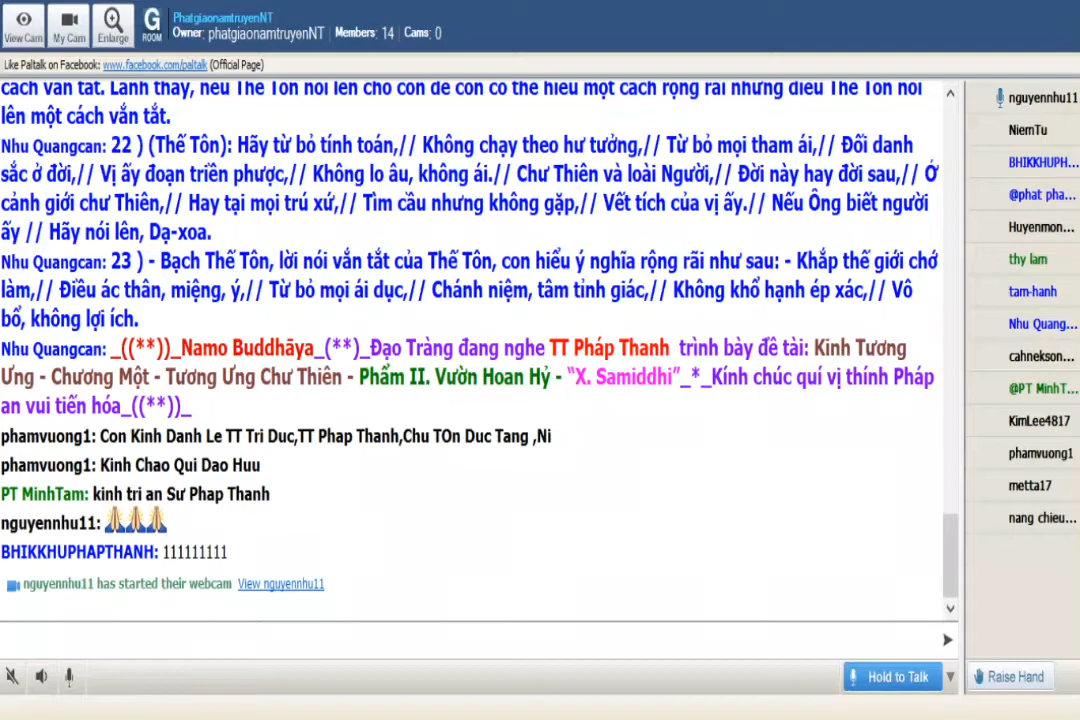 View Cam
My Cam
Enlarge
G
ROOM
PhatgiaonamtruyenNT
Owner: phatgiaonamtruyenNT | Members: 14 | Cams: 0
Like Paltalk on Facebook: www.facebook.com/paltalk (Official Page)
cách vắn tắt. Lành thay, nếu Thế Tôn nói lên cho con để con có thể hiểu một cách rộng rãi những điều Thế Tôn nói
lên một cách vắn tắt.
Nhu Quangcan: 22 ) (Thế Tôn): Hãy từ bỏ tính toán,// Không chạy theo hư tưởng,// Từ bỏ mọi tham ái,// Đối danh
sắc ở đời,// Vị ấy đoạn triền phược,// Không lo âu, không ái.// Chư Thiên và loài Người,// Đời này hay đời sau,// Ở
cảnh giới chư Thiên,// Hay tại mọi trú xứ,// Tìm cầu nhưng không gặp,// Vết tích của vị ấy.// Nếu Ông biết người
ấy // Hãy nói lên, Dạ-xoa.
Nhu Quangcan: 23 ) - Bạch Thế Tôn, lời nói vắn tắt của Thế Tôn, con hiểu ý nghĩa rộng rãi như sau: - Khắp thế giới chớ
làm,// Điều ác thân, miệng, ý,// Từ bỏ mọi ái dục,// Chánh niệm, tâm tỉnh giác,// Không khổ hạnh ép xác,// Vô
bổ, không lợi ích.
Nhu Quangcan: _((**))_Namo Buddhāya_(**)_Đạo Tràng đang nghe TT Pháp Thanh trình bày đề tài: Kinh Tương
Ưng - Chương Một - Tương Ưng Chư Thiên - Phẩm II. Vườn Hoan Hỷ - “X. Samiddhi”_*_Kính chúc quí vị thính Pháp
an vui tiến hóa_((**))_
phamvuong1: Con Kinh Danh Le TT Tri Duc,TT Phap Thanh,Chu TOn Duc Tang ,Ni
phamvuong1: Kinh Chao Qui Dao Huu
PT MinhTam: kinh tri an Sư Phap Thanh
nguyennhu11: 🙏🙏🙏
BHIKKHUPHAPTHANH: 111111111
nguyennhu11 has started their webcam View nguyennhu11
Hold to Talk
nguyennhu11
NiemTu
BHIKKHUPH...
@phat pha...
Huyenmon...
thy lam
tam-hanh
Nhu Quang...
cahnekson...
@PT MinhT...
KimLee4817
phamvuong1
metta17
nang chieu...
Raise Hand